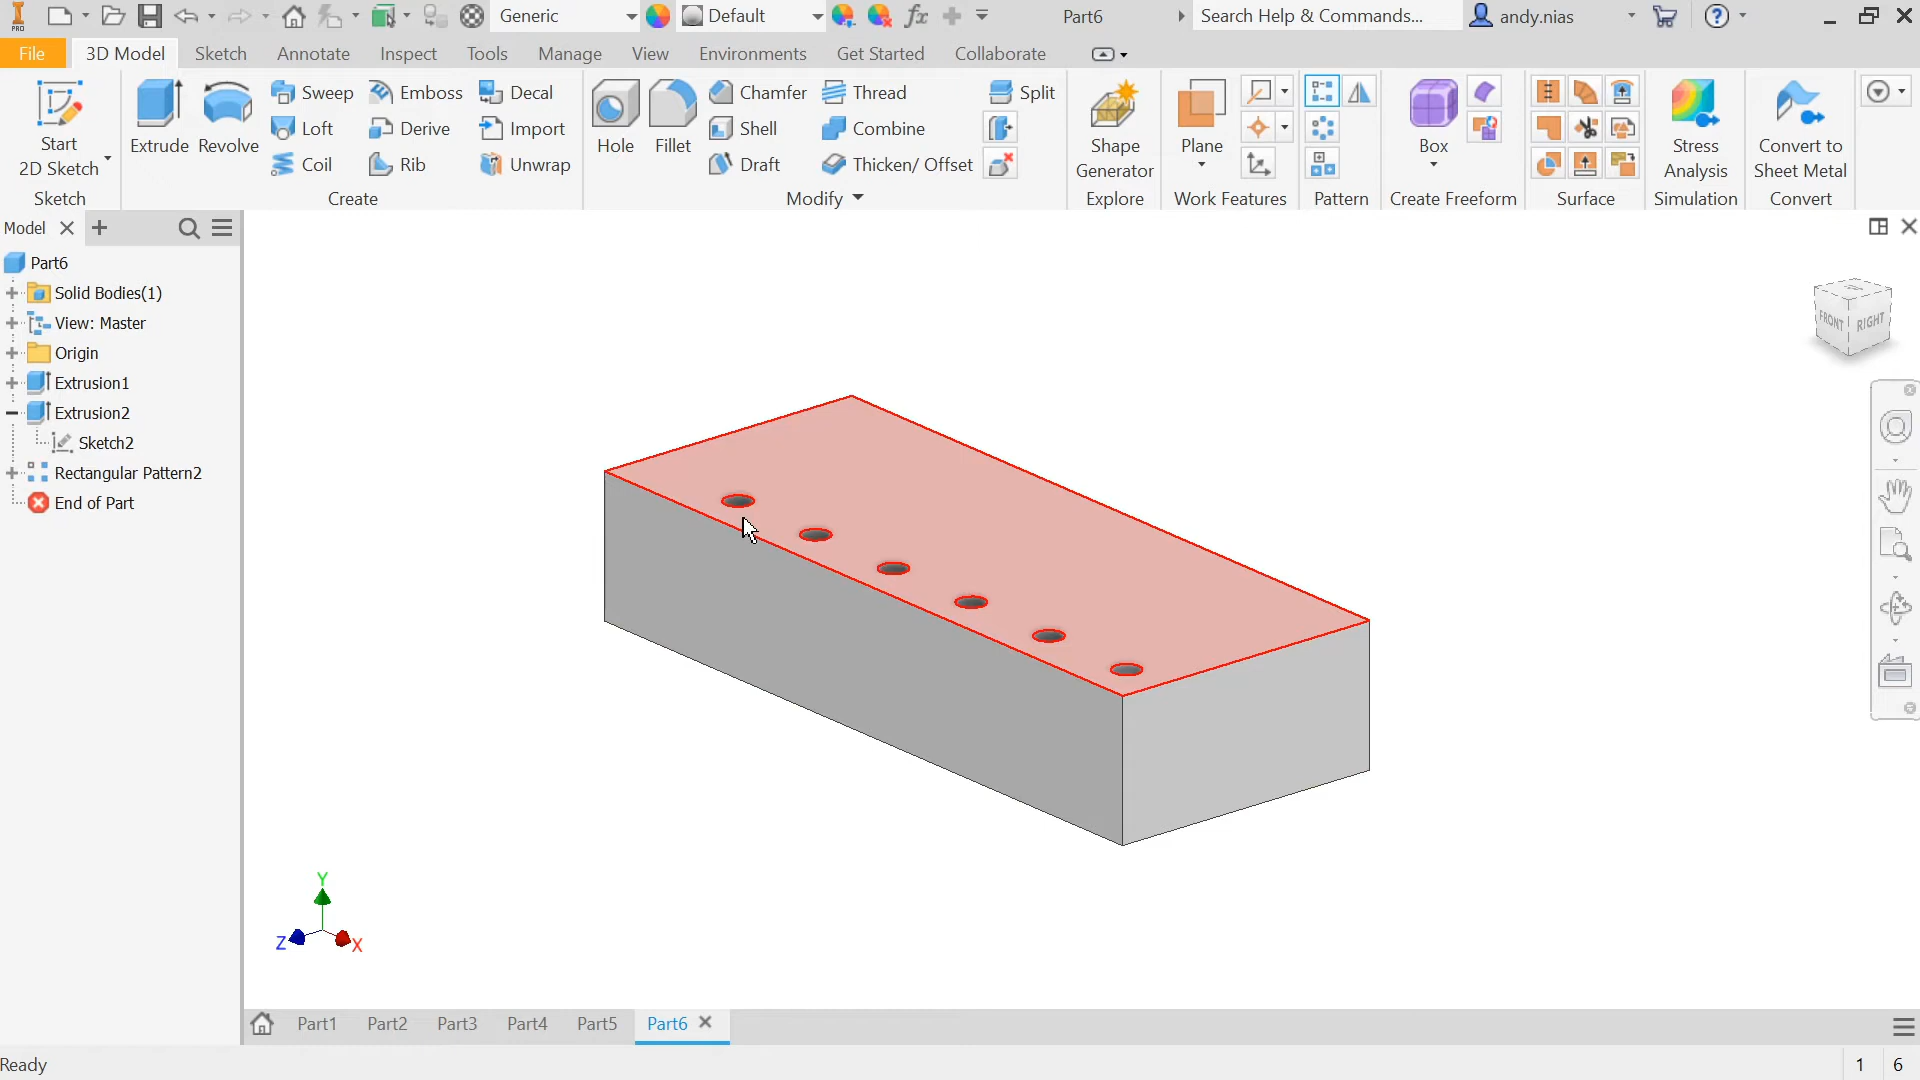 PRO
Generic
Default
fx
Part6
Search Help & Commands...
andy.nias
File
3D Model
Sketch
Annotate
Inspect
Tools
Manage
View
Environments
Get Started
Collaborate
Start
2D Sketch
Sketch
Extrude
Revolve
Sweep
Loft
Coil
Emboss
Derive
Rib
Decal
Import
Unwrap
Create
Hole
Fillet
Chamfer
Shell
Draft
Thread
Combine
Thicken/ Offset
Split
Modify
Shape
Generator
Explore
Plane
Work Features
Pattern
Box
Create Freeform
Surface
Stress
Analysis
Simulation
Convert to
Sheet Metal
Convert
Model
Part6
Solid Bodies(1)
View: Master
Origin
Extrusion1
Extrusion2
Sketch2
Rectangular Pattern2
End of Part
FRONT
RIGHT
Y
Z
X
Part1
Part2
Part3
Part4
Part5
Part6
Ready
1
6